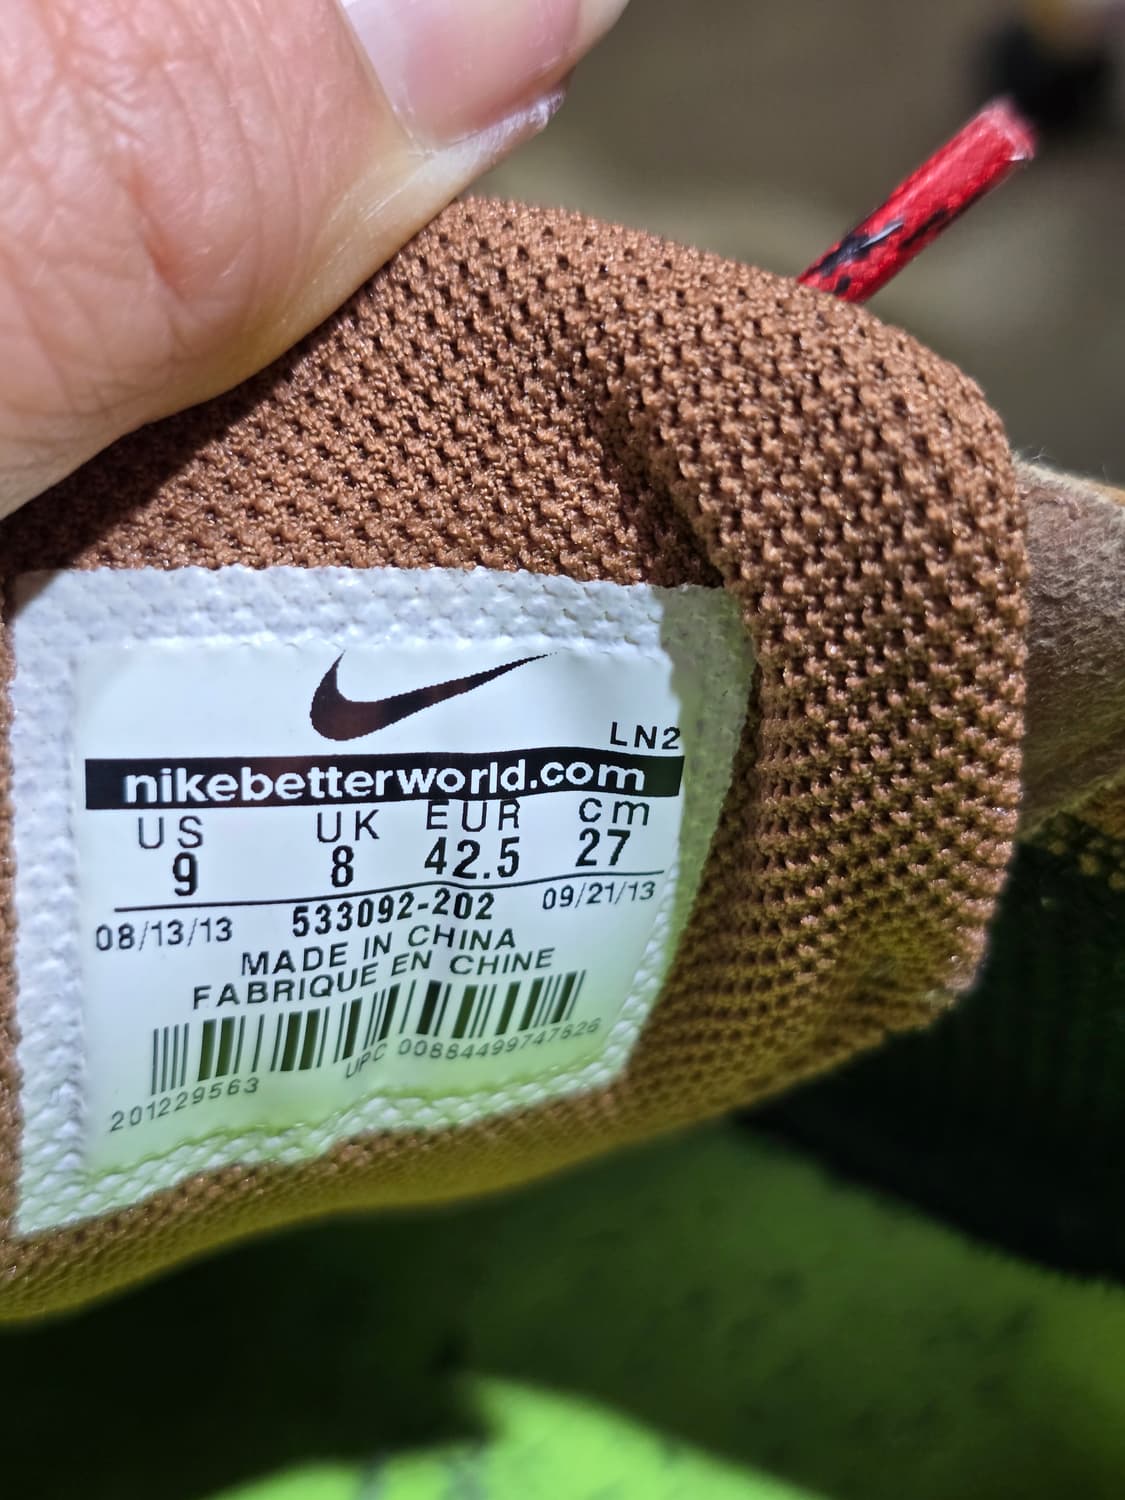 LN2
nikebetterworld.com
US UK EUR cm
9 8 42.5 27
08/13/13 533092-202 09/21/13
MADE IN CHINA
FABRIQUE EN CHINE
201229563 UPC 00884499747626